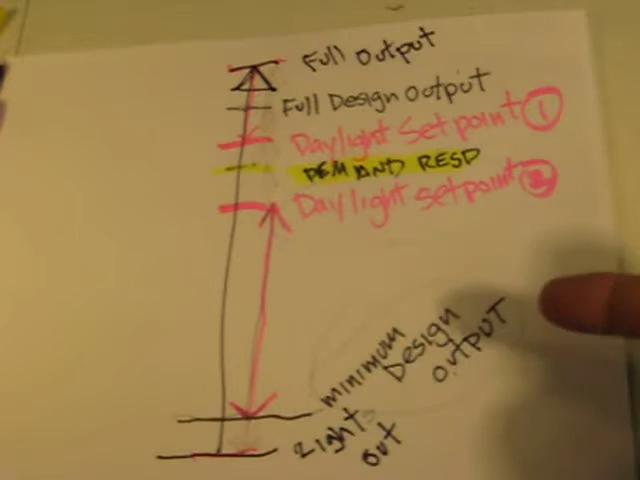 Full Output
Full Design Output
Daylight Setpoint 1
DEMAND RESP
Daylight setpoint 2
MINIMUM
DESIGN
OUTPUT
Light
out